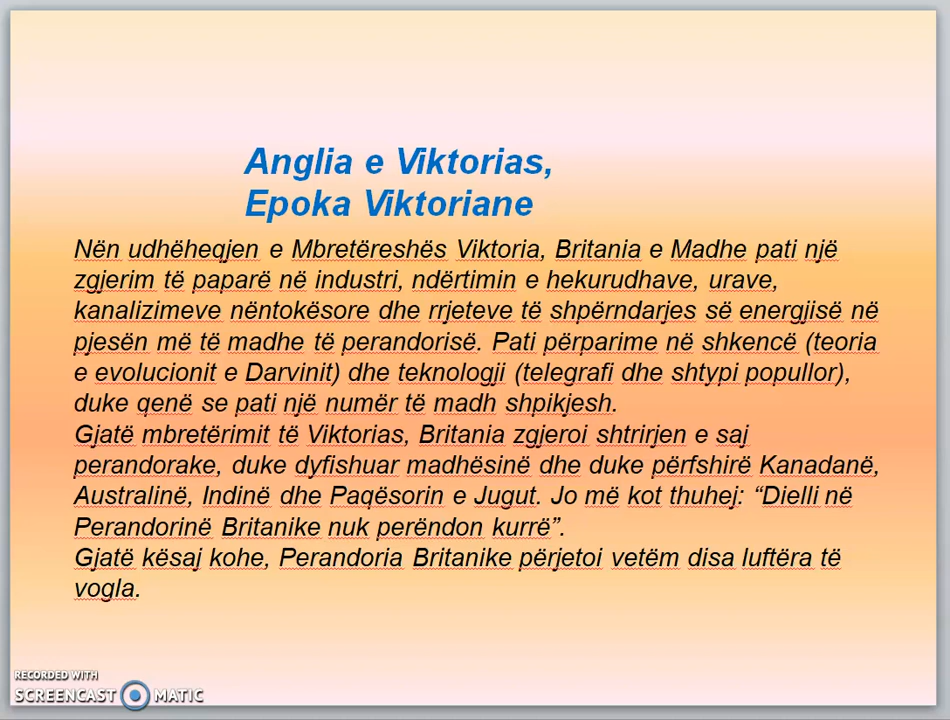 Anglia e Viktorias,
Epoka Viktoriane
Nën udhëheqjen e Mbretëreshës Viktoria, Britania e Madhe pati një
zgjerim të paparë në industri, ndërtimin e hekurudhave, urave,
kanalizimeve nëntokësore dhe rrjeteve të shpërndarjes së energjisë në
pjesën më të madhe të perandorisë. Pati përparime në shkencë (teoria
e evolucionit e Darvinit) dhe teknologji (telegrafi dhe shtypi popullor),
duke qenë se pati një numër të madh shpikjesh.
Gjatë mbretërimit të Viktorias, Britania zgjeroi shtrirjen e saj
perandorake, duke dyfishuar madhësinë dhe duke përfshirë Kanadanë,
Australinë, Indinë dhe Paqësorin e Jugut. Jo më kot thuhej: “Dielli në
Perandorinë Britanike nuk perëndon kurrë”.
Gjatë kësaj kohe, Perandoria Britanike përjetoi vetëm disa luftëra të
vogla.
RECORDED WITH
SCREENCAST MATIC